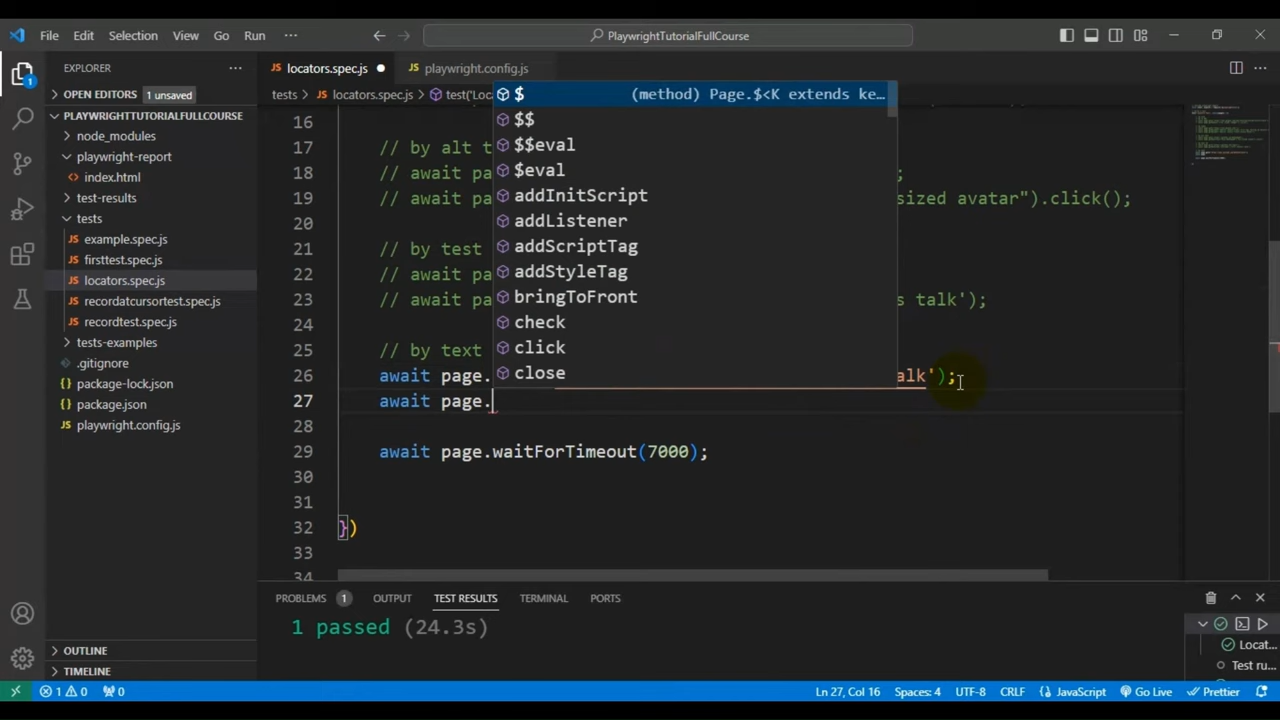 File Edit Selection View Go Run ··· PlaywrightTutorialFullCourse
EXPLORER ···
OPEN EDITORS 1 unsaved
PLAYWRIGHTTUTORIALFULLCOURSE
node_modules
playwright-report
<> index.html
test-results
tests
JS example.spec.js
JS firsttest.spec.js
JS locators.spec.js
JS recordatcursortest.spec.js
JS recordtest.spec.js
tests-examples
.gitignore
package-lock.json
package.json
JS playwright.config.js
OUTLINE
TIMELINE
JS locators.spec.js ● JS playwright.config.js
tests > JS locators.spec.js > test('Loc
16
17 // by alt t
18 // await pa ;
19 // await pa sized avatar").click();
20
21 // by test
22 // await pa
23 // await pa s talk');
24
25 // by text
26 await page. alk');
27 await page.
28
29 await page.waitForTimeout(7000);
30
31
32 })
33
34
$ (method) Page.$<K extends ke…
$$
$$eval
$eval
addInitScript
addListener
addScriptTag
addStyleTag
bringToFront
check
click
close
PROBLEMS 1 OUTPUT TEST RESULTS TERMINAL PORTS
1 passed (24.3s)
Locat...
Test ru...
1 0 0 Ln 27, Col 16 Spaces: 4 UTF-8 CRLF {} JavaScript Go Live Prettier